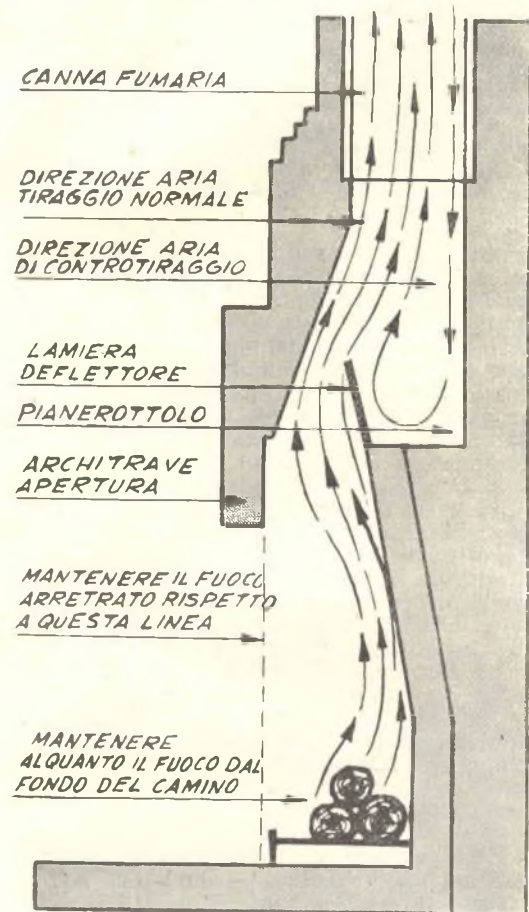 CANNA FUMARIA
DIREZIONE ARIA
TIRAGGIO NORMALE
DIREZIONE ARIA
DI CONTROTIRAGGIO
LAMIERA
DEFLETTORE
PIANEROTTOLO
ARCHITRAVE
APERTURA
MANTENERE IL FUOCO
ARRETRATO RISPETTO
A QUESTA LINEA
MANTENERE
ALQUANTO IL FUOCO DAL
FONDO DEL CAMINO